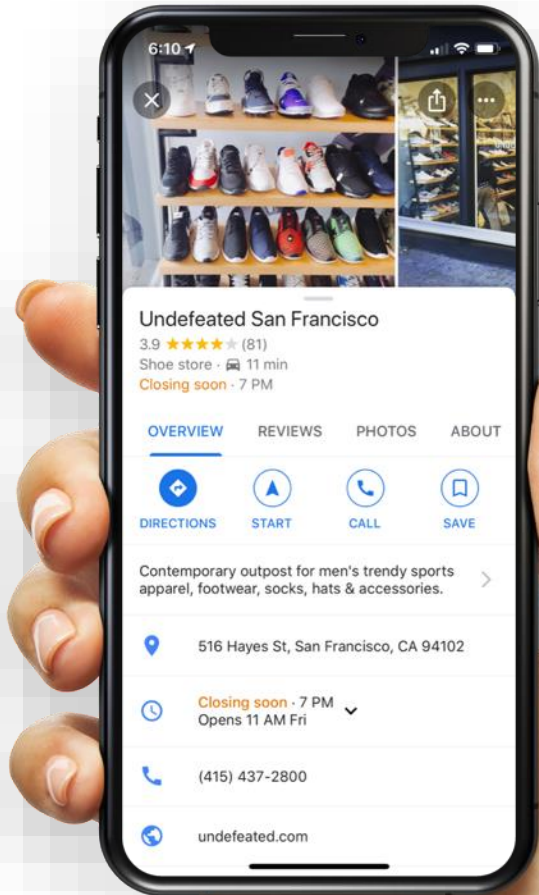 6:10
Undefeated San Francisco
3.9 ★★★★★ (81)
Shoe store · 11 min
Closing soon · 7 PM
OVERVIEW REVIEWS PHOTOS ABOUT
DIRECTIONS START CALL SAVE
Contemporary outpost for men's trendy sports
apparel, footwear, socks, hats & accessories.
516 Hayes St, San Francisco, CA 94102
Closing soon · 7 PM
Opens 11 AM Fri
(415) 437-2800
undefeated.com